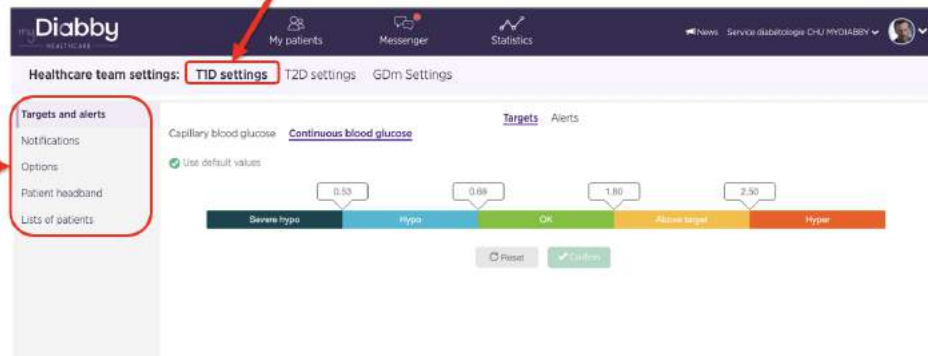 myDiabby
HEALTHCARE
My patients
Messenger
Statistics
News Service diabétologie CHU MYDIABBY
Healthcare team settings: T1D settings T2D settings GDm Settings
Targets and alerts
Notifications
Options
Patient headband
Lists of patients
Targets Alerts
Capillary blood glucose Continuous blood glucose
Use default values
0.53 0.69 1.80 2.50
Severe hypo Hypo OK Above target Hyper
Reset Confirm